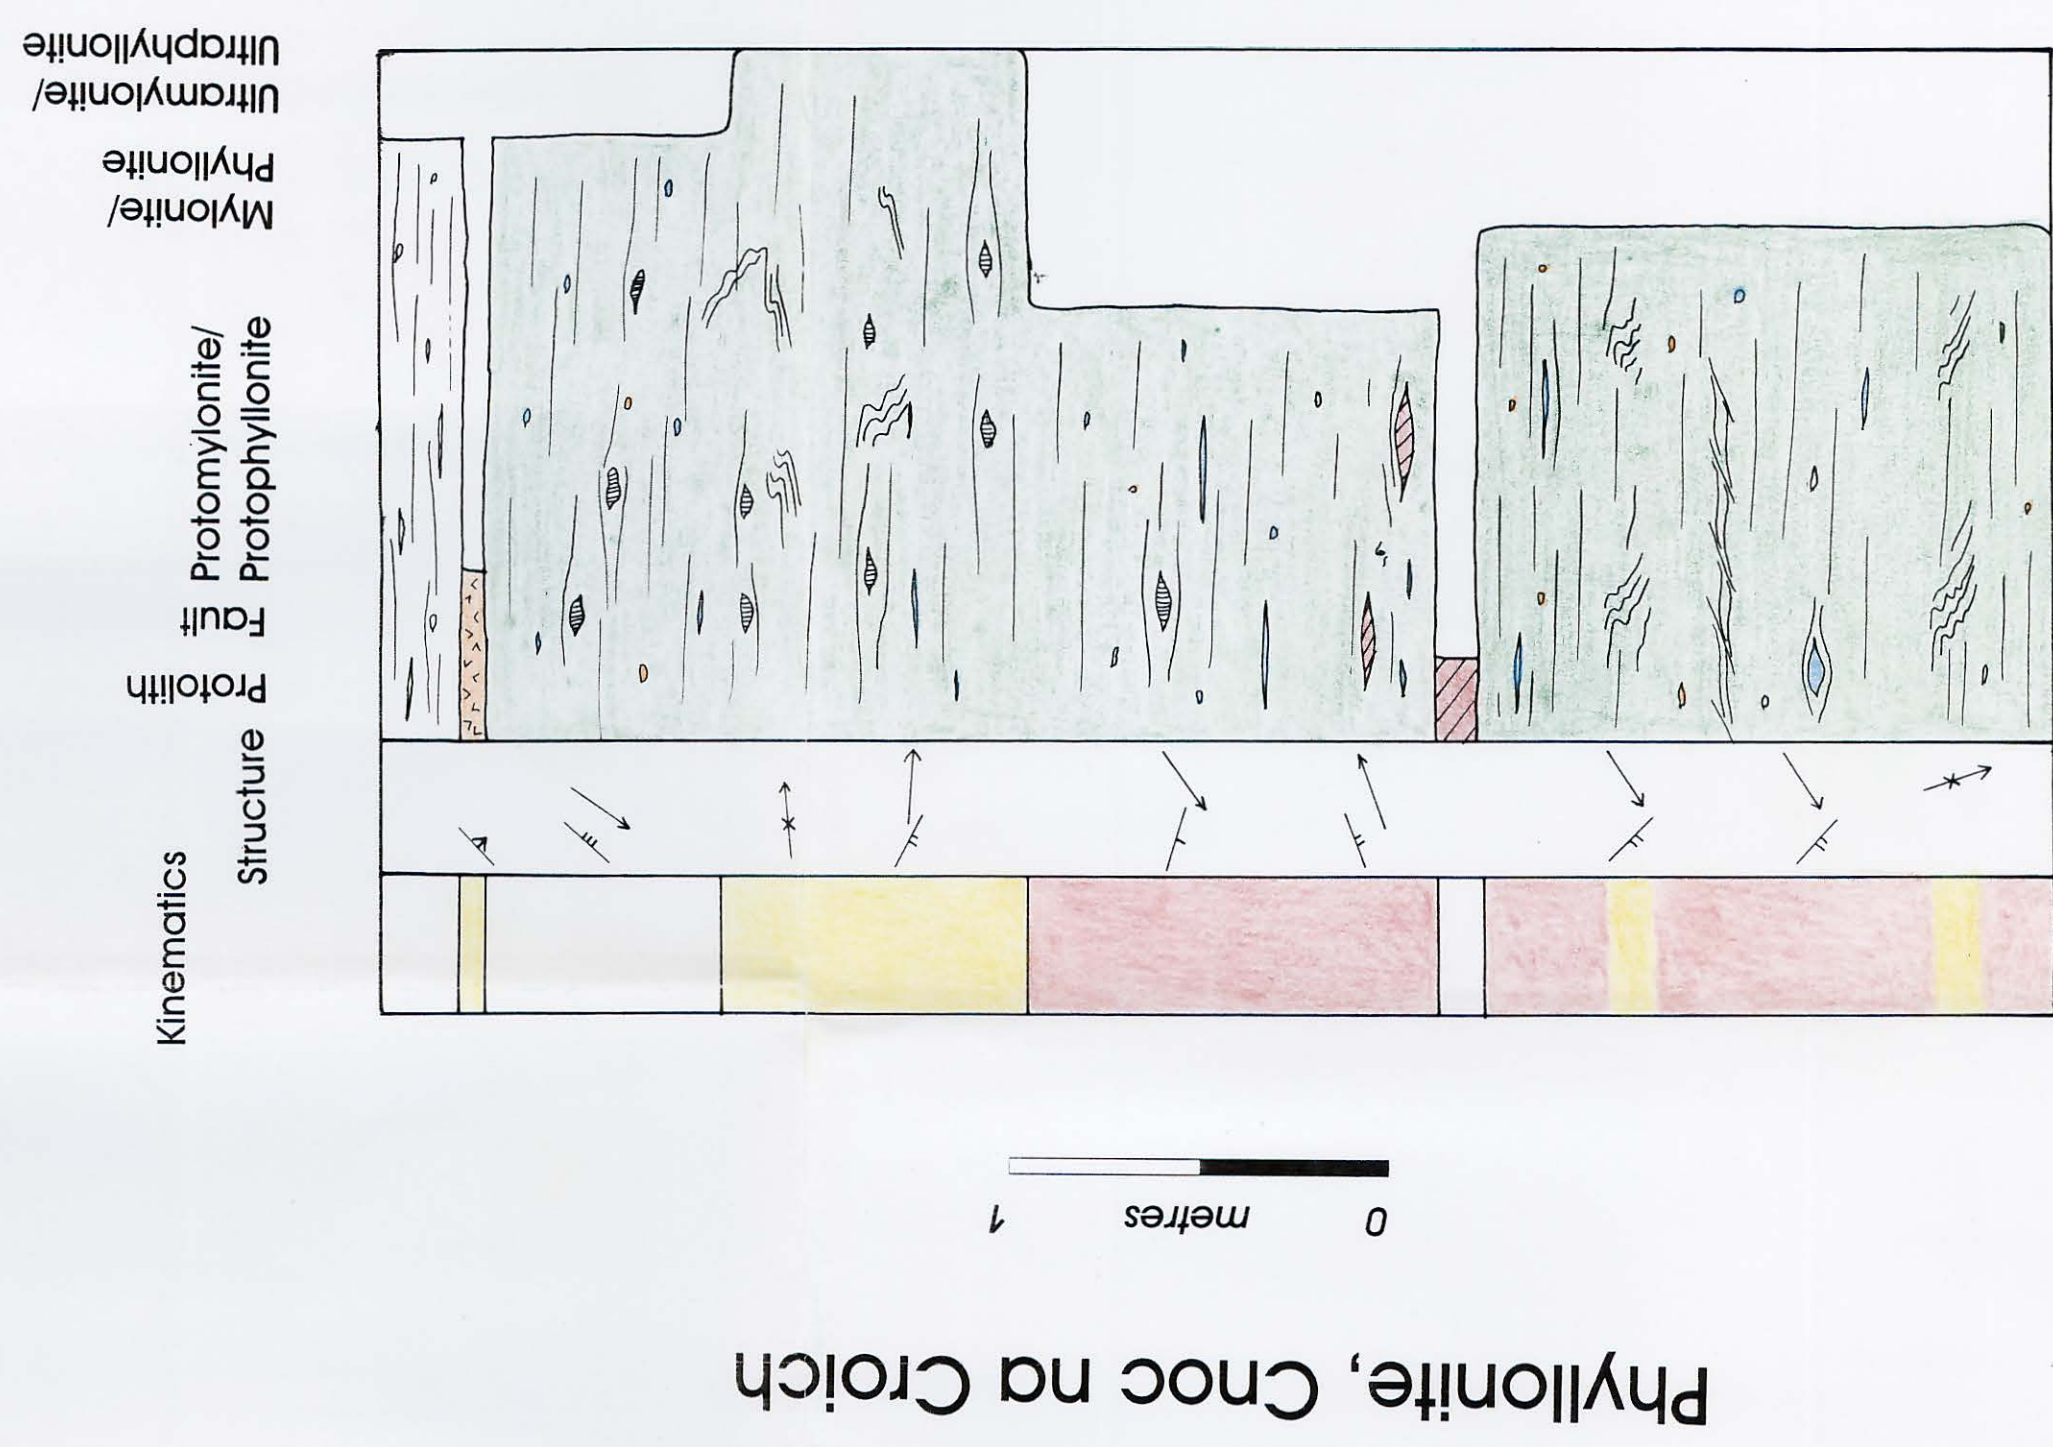 Phyllonite, Cnoc na Croich
0 metres 1
Kinematics
Structure
Protolith
Fault
Protomylonite/
Protophyllonite
Mylonite/
Phyllonite
Ultramylonite/
Ultraphyllonite